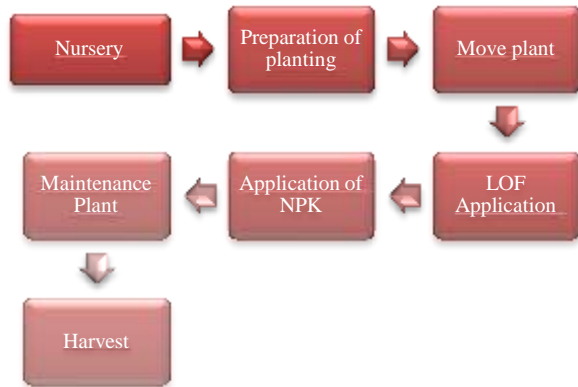 Nursery
Preparation of
planting
Move plant
LOF
Application
Application of
NPK
Maintenance
Plant
Harvest